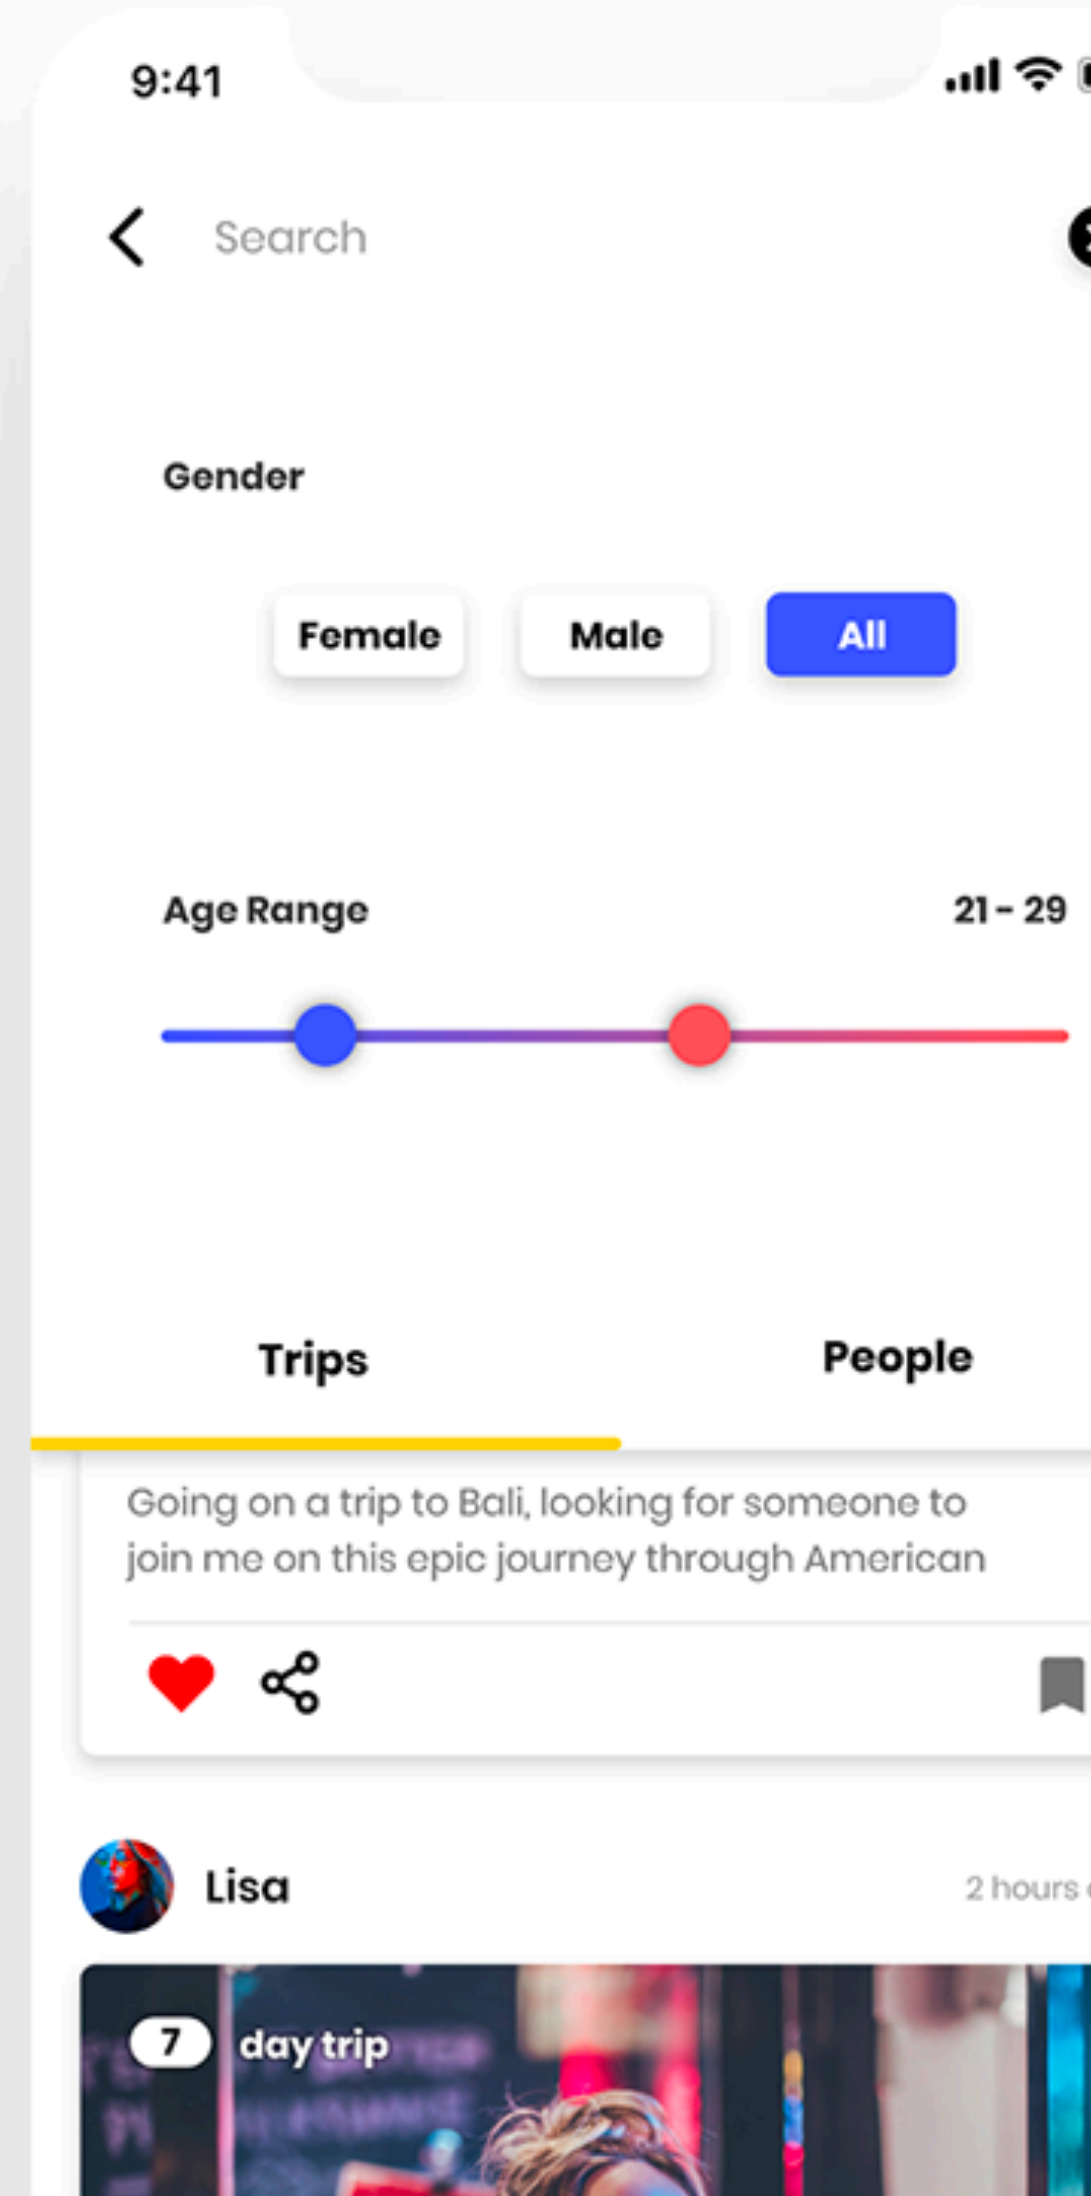 9:41
Search
Gender
Female Male All
Age Range 21 - 29
Trips People
Going on a trip to Bali, looking for someone to
join me on this epic journey through American
Lisa 2 hours
7 day trip